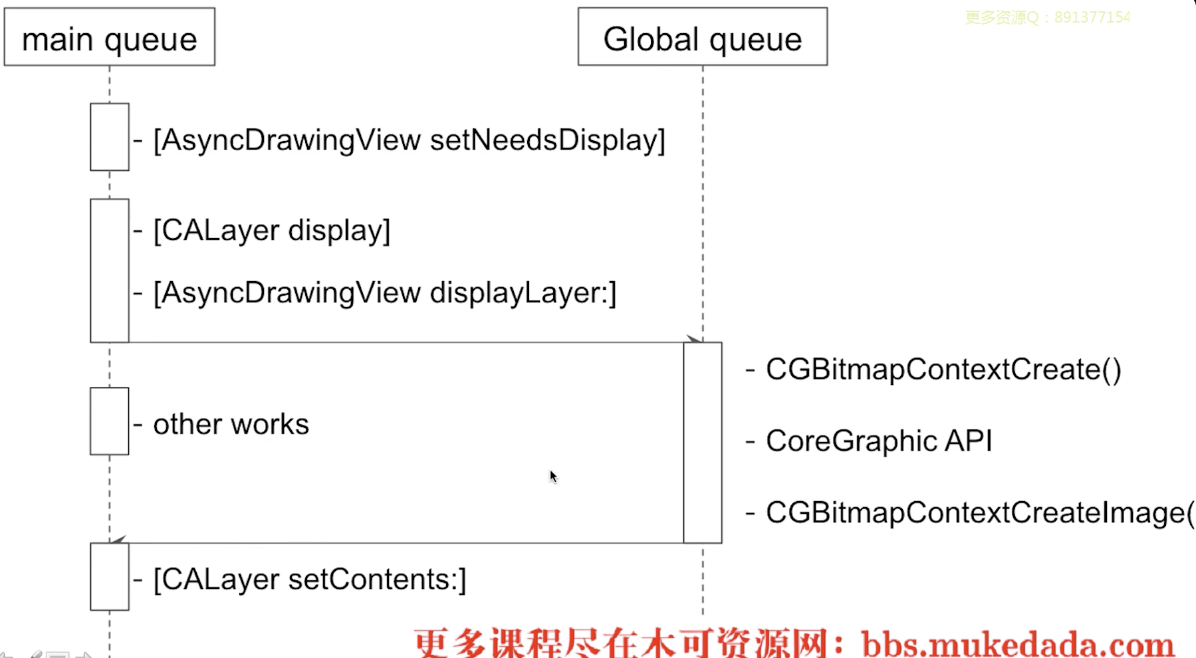 更多资源Q：891377154
main queue
Global queue
- [AsyncDrawingView setNeedsDisplay]
- [CALayer display]
- [AsyncDrawingView displayLayer:]
- CGBitmapContextCreate()
- other works
- CoreGraphic API
- CGBitmapContextCreateImage(
- [CALayer setContents:]
更多课程尽在木可资源网：bbs.mukedada.com